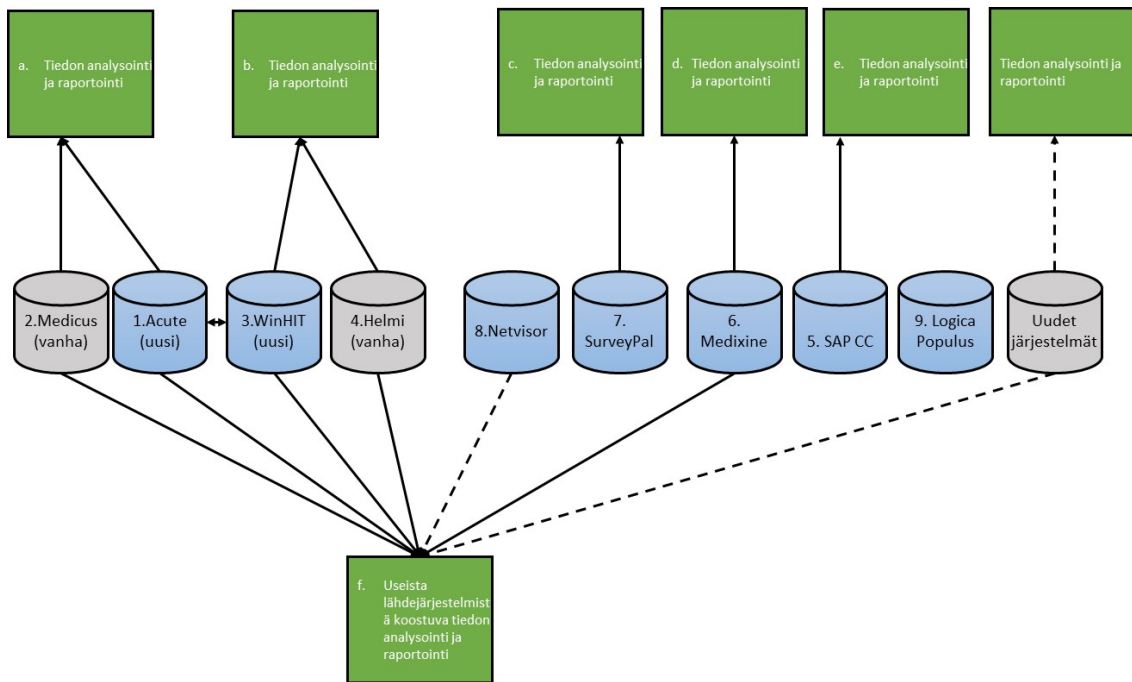 a. Tiedon analysointi
ja raportointi
b. Tiedon analysointi
ja raportointi
c. Tiedon analysointi
ja raportointi
d. Tiedon analysointi
ja raportointi
e. Tiedon analysointi
ja raportointi
Tiedon analysointi ja
raportointi
2.Medicus
(vanha)
1.Acute
(uusi)
3.WinHIT
(uusi)
4.Helmi
(vanha)
8.Netvisor
7.
SurveyPal
6.
Medixine
5. SAP CC
9. Logica
Populus
Uudet
järjestelmät
f. Useista
lähdejärjestelmist
ä koostuva tiedon
analysointi ja
raportointi